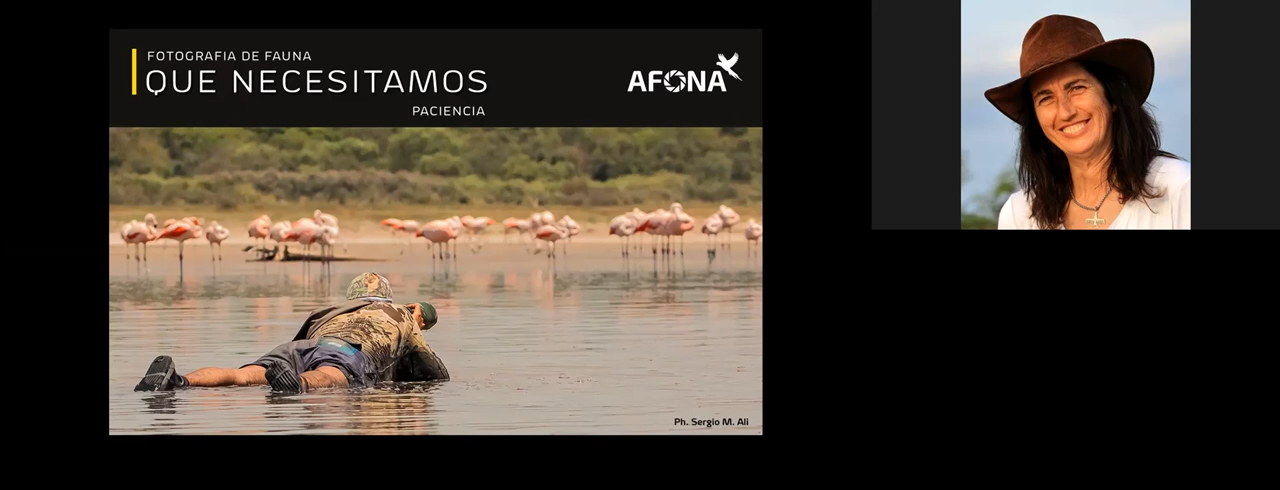 FOTOGRAFIA DE FAUNA
QUE NECESITAMOS
PACIENCIA
AFONA
Ph. Sergio M. Ali